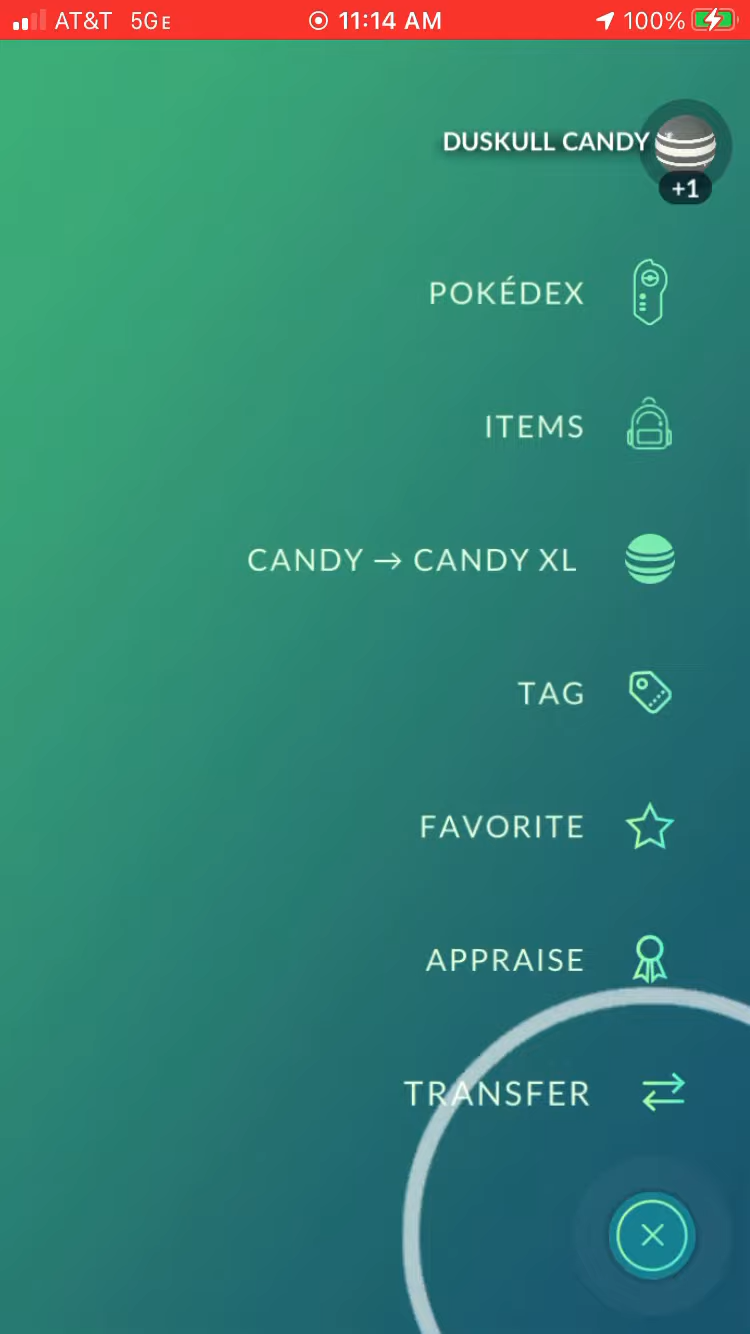 AT&T 5GE 11:14 AM 100%
DUSKULL CANDY
+1
POKÉDEX
ITEMS
CANDY → CANDY XL
TAG
FAVORITE
APPRAISE
TRANSFER